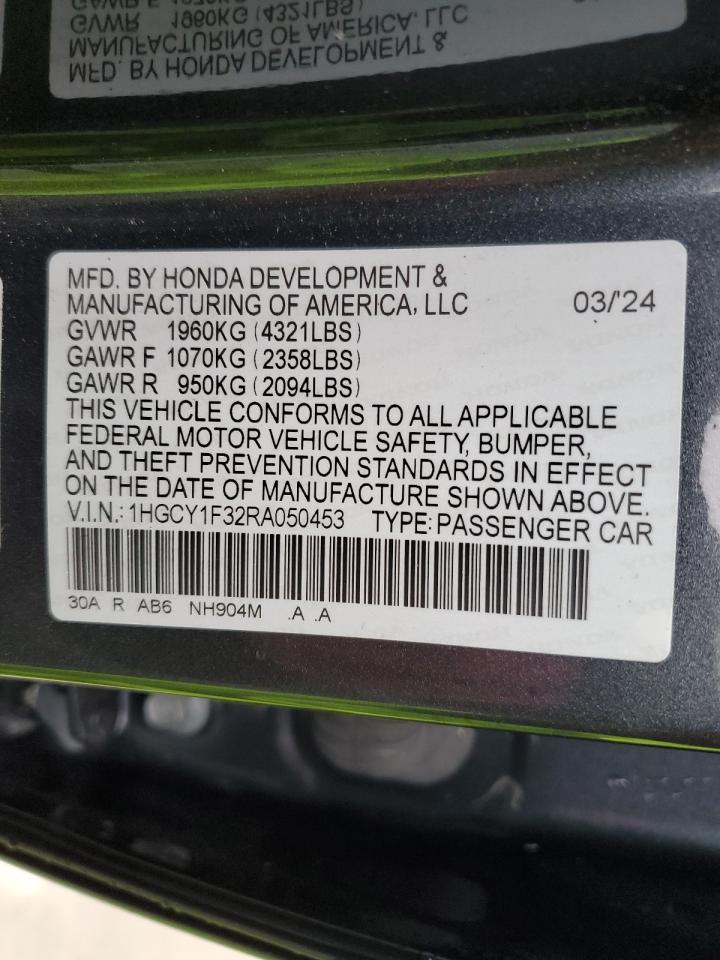 MFD. BY HONDA DEVELOPMENT &
MANUFACTURING OF AMERICA, LLC 03/'24
GVWR 1960KG (4321LBS)
GAWR F 1070KG (2358LBS)
GAWR R 950KG (2094LBS)
THIS VEHICLE CONFORMS TO ALL APPLICABLE
FEDERAL MOTOR VEHICLE SAFETY, BUMPER,
AND THEFT PREVENTION STANDARDS IN EFFECT
ON THE DATE OF MANUFACTURE SHOWN ABOVE.
V.I.N.: 1HGCY1F32RA050453 TYPE: PASSENGER CAR
30A R AB6 NH904M .A .A